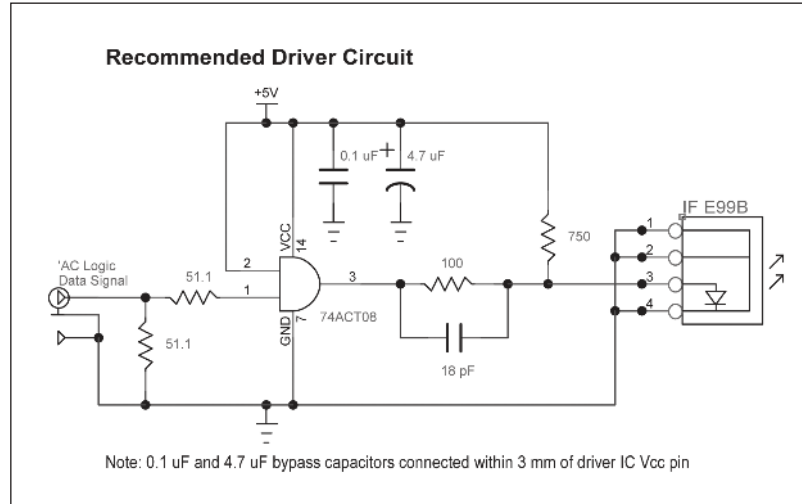 Recommended Driver Circuit
+5V
0.1 uF
+
4.7 uF
IF E99B
VCC
14
750
1
2
3
4
'AC Logic
Data Signal
51.1
2
1
3
100
74ACT08
GND
7
51.1
18 pF
Note: 0.1 uF and 4.7 uF bypass capacitors connected within 3 mm of driver IC Vcc pin